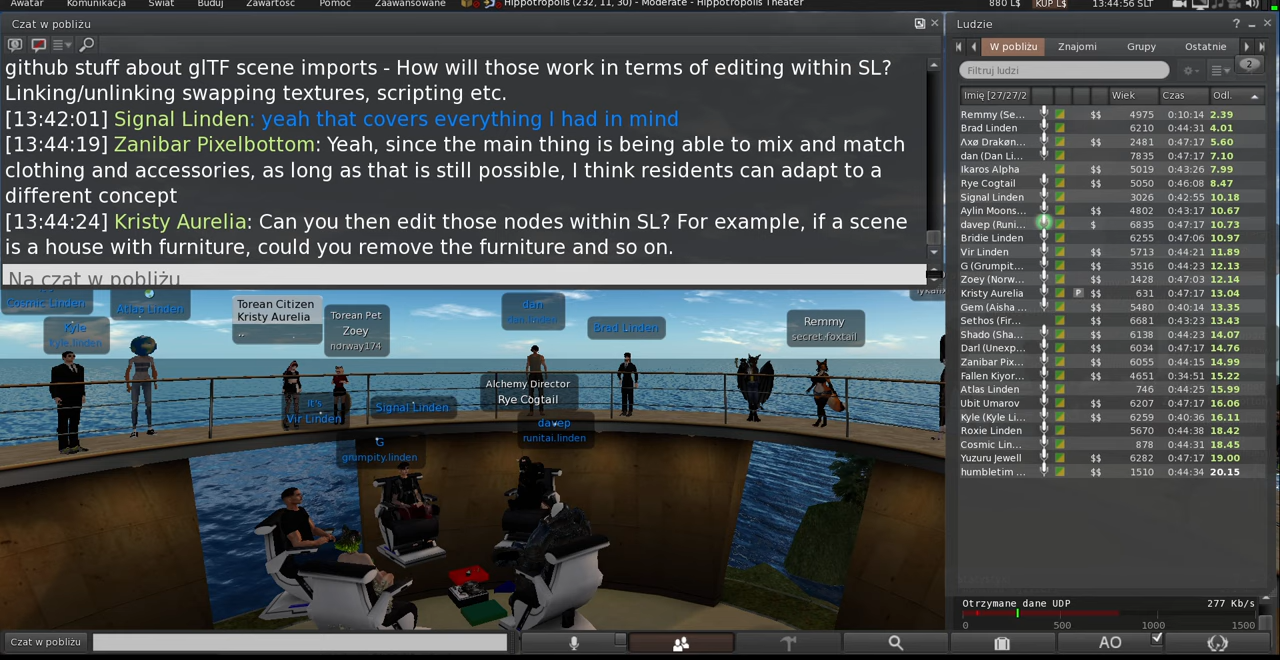 Awatar Komunikacja Świat Buduj Zawartość Pomoc Zaawansowane Hippotropolis (232, 11, 30) - Moderate - Hippotropolis Theater 880 L$ KUP L$ 13:44:56 SLT
Czat w pobliżu
github stuff about glTF scene imports - How will those work in terms of editing within SL?
Linking/unlinking swapping textures, scripting etc.
[13:42:01] Signal Linden: yeah that covers everything I had in mind
[13:44:19] Zanibar Pixelbottom: Yeah, since the main thing is being able to mix and match
clothing and accessories, as long as that is still possible, I think residents can adapt to a
different concept
[13:44:24] Kristy Aurelia: Can you then edit those nodes within SL? For example, if a scene
is a house with furniture, could you remove the furniture and so on.
Na czat w pobliżu
Cosmic Linden
Atlas Linden
Kyle
kyle.linden
Torean Citizen
Kristy Aurelia
..
Torean Pet
Zoey
norway174
dan
dan.linden
Brad Linden
Remmy
secret.foxtail
It's
Vir Linden
Signal Linden
Alchemy Director
Rye Cogtail
davep
runitai.linden
G
grumpity.linden
Ludzie
? _ ×
W pobliżu Znajomi Grupy Ostatnie
Filtruj ludzi
2
Imię [27/27/2 Wiek Czas Odl.
Remmy (Se... $$ 4975 0:10:14 2.39
Brad Linden 6210 0:44:31 4.01
Λxø Drakøn... $$ 2481 0:47:17 5.60
dan (Dan Li... 7835 0:47:17 7.10
Ikaros Alpha $$ 5019 0:43:26 7.99
Rye Cogtail $$ 5050 0:46:08 8.47
Signal Linden 3026 0:42:55 10.18
Aylin Moons... $$ 4802 0:43:17 10.67
davep (Runi... $ 6835 0:47:17 10.73
Bridie Linden 6255 0:47:06 10.97
Vir Linden $$ 5713 0:44:21 11.89
G (Grumpit... $$ 3516 0:44:23 12.13
Zoey (Norw... $$ 1428 0:47:03 12.14
Kristy Aurelia P $$ 631 0:47:17 13.04
Gem (Aisha ... $$ 5480 0:40:14 13.35
Sethos (Fir... $$ 6681 0:43:23 13.43
Shado (Sha... $$ 6138 0:44:23 14.07
Darl (Unexp... $$ 6034 0:47:17 14.76
Zanibar Pix... $$ 6055 0:44:15 14.99
Fallen Kiyor... $$ 4651 0:34:51 15.22
Atlas Linden 746 0:44:25 15.99
Ubit Umarov $$ 6207 0:47:17 16.06
Kyle (Kyle Li... $$ 6259 0:40:36 16.11
Roxie Linden 5670 0:44:38 18.42
Cosmic Lin... 878 0:44:31 18.45
Yuzuru Jewell $$ 6282 0:47:17 19.00
humbletim ... $$ 1510 0:44:34 20.15
Otrzymane dane UDP 277 Kb/s
0 500 1000 1500
Czat w pobliżu
AO